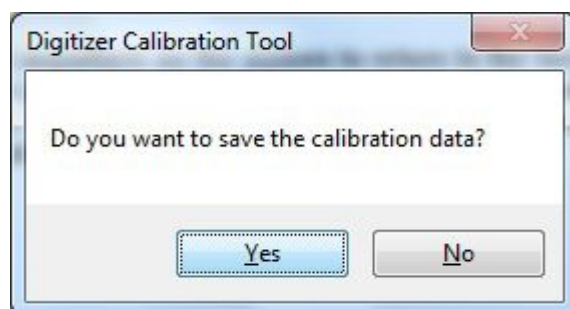 Digitizer Calibration Tool
Do you want to save the calibration data?
Yes
No